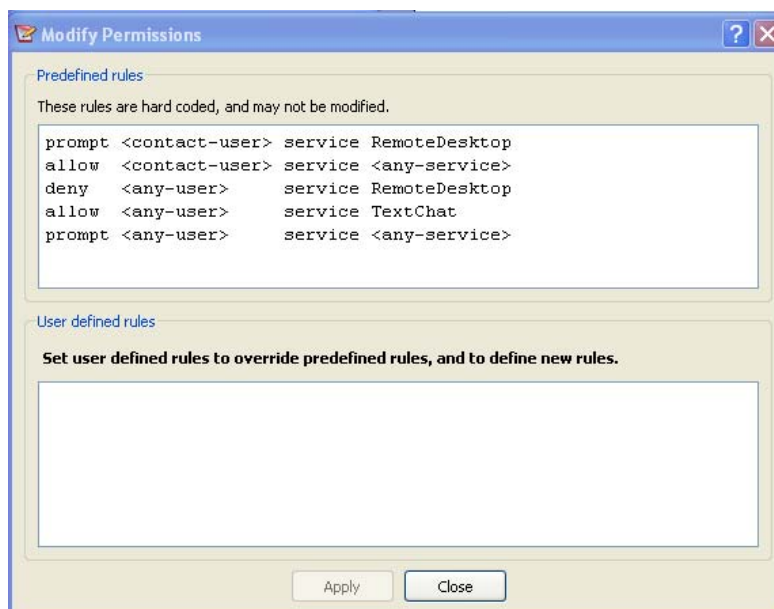 Modify Permissions
Predefined rules
These rules are hard coded, and may not be modified.
prompt <contact-user> service RemoteDesktop
allow <contact-user> service <any-service>
deny <any-user> service RemoteDesktop
allow <any-user> service TextChat
prompt <any-user> service <any-service>
User defined rules
Set user defined rules to override predefined rules, and to define new rules.
Apply Close